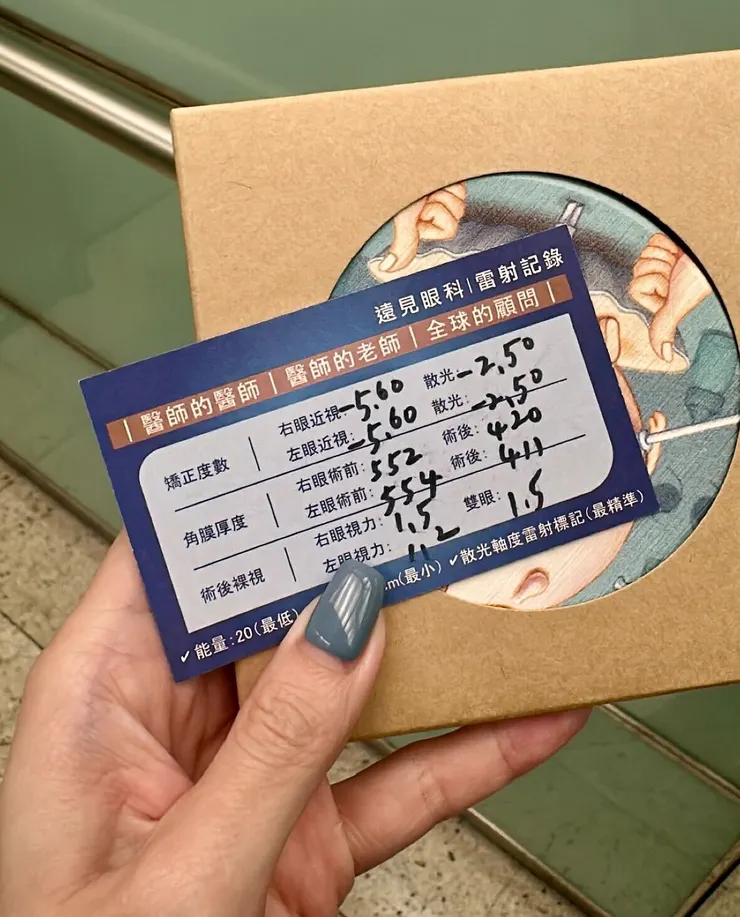 遠見眼科|雷射記錄
|醫師的醫師|醫師的老師|全球的顧問|
矯正度數 右眼近視:-5.60 散光:-2.50
左眼近視:-5.60 散光:-2.50
角膜厚度 右眼術前:552 術後:420
左眼術前:554 術後:411
術後裸視 右眼視力:1.5 雙眼:1.5
左眼視力:1.2
✓能量:20(最低) m(最小) ✓散光軸度雷射標記(最精準)